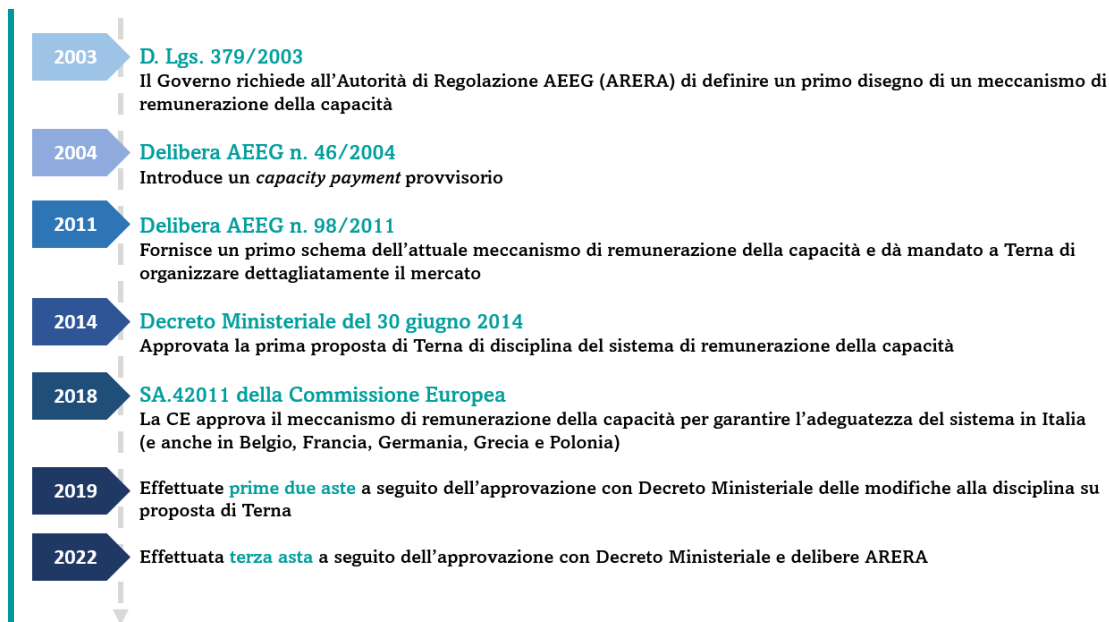 2003
D. Lgs. 379/2003
Il Governo richiede all'Autorità di Regolazione AEEG (ARERA) di definire un primo disegno di un meccanismo di
remunerazione della capacità
2004
Delibera AEEG n. 46/2004
Introduce un capacity payment provvisorio
2011
Delibera AEEG n. 98/2011
Fornisce un primo schema dell'attuale meccanismo di remunerazione della capacità e dà mandato a Terna di
organizzare dettagliatamente il mercato
2014
Decreto Ministeriale del 30 giugno 2014
Approvata la prima proposta di Terna di disciplina del sistema di remunerazione della capacità
2018
SA.42011 della Commissione Europea
La CE approva il meccanismo di remunerazione della capacità per garantire l'adeguatezza del sistema in Italia
(e anche in Belgio, Francia, Germania, Grecia e Polonia)
2019
Effettuate prime due aste a seguito dell'approvazione con Decreto Ministeriale delle modifiche alla disciplina su
proposta di Terna
2022
Effettuata terza asta a seguito dell'approvazione con Decreto Ministeriale e delibere ARERA